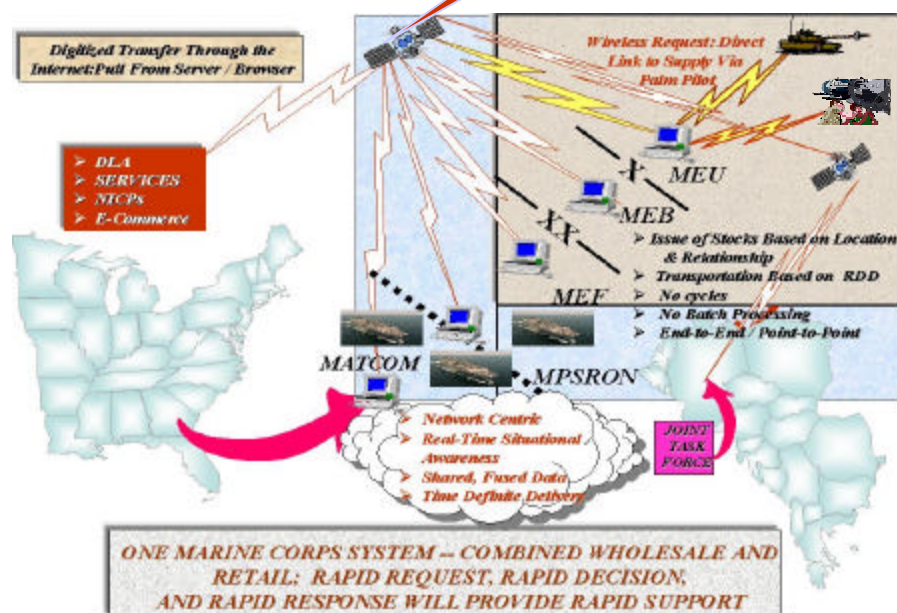 Digitized Transfer Through the
Internet:Pull From Server / Browser
Wireless Request: Direct
Link to Supply Via
Palm Pilot
➤ DLA
➤ SERVICES
➤ NICPs
➤ E-Commerce
MEU
X
MEB
XX
MEF
➤ Issue of Stocks Based on Location
& Relationship
➤ Transportation Based on RDD
➤ No cycles
➤ No Batch Processing
➤ End-to-End / Point-to-Point
MATCOM
MPSRON
➤ Network Centric
➤ Real-Time Situational
Awareness
➤ Shared, Fused Data
➤ Time Definite Delivery
JOINT
TASK
FORCE
ONE MARINE CORPS SYSTEM -- COMBINED WHOLESALE AND
RETAIL; RAPID REQUEST, RAPID DECISION,
AND RAPID RESPONSE WILL PROVIDE RAPID SUPPORT